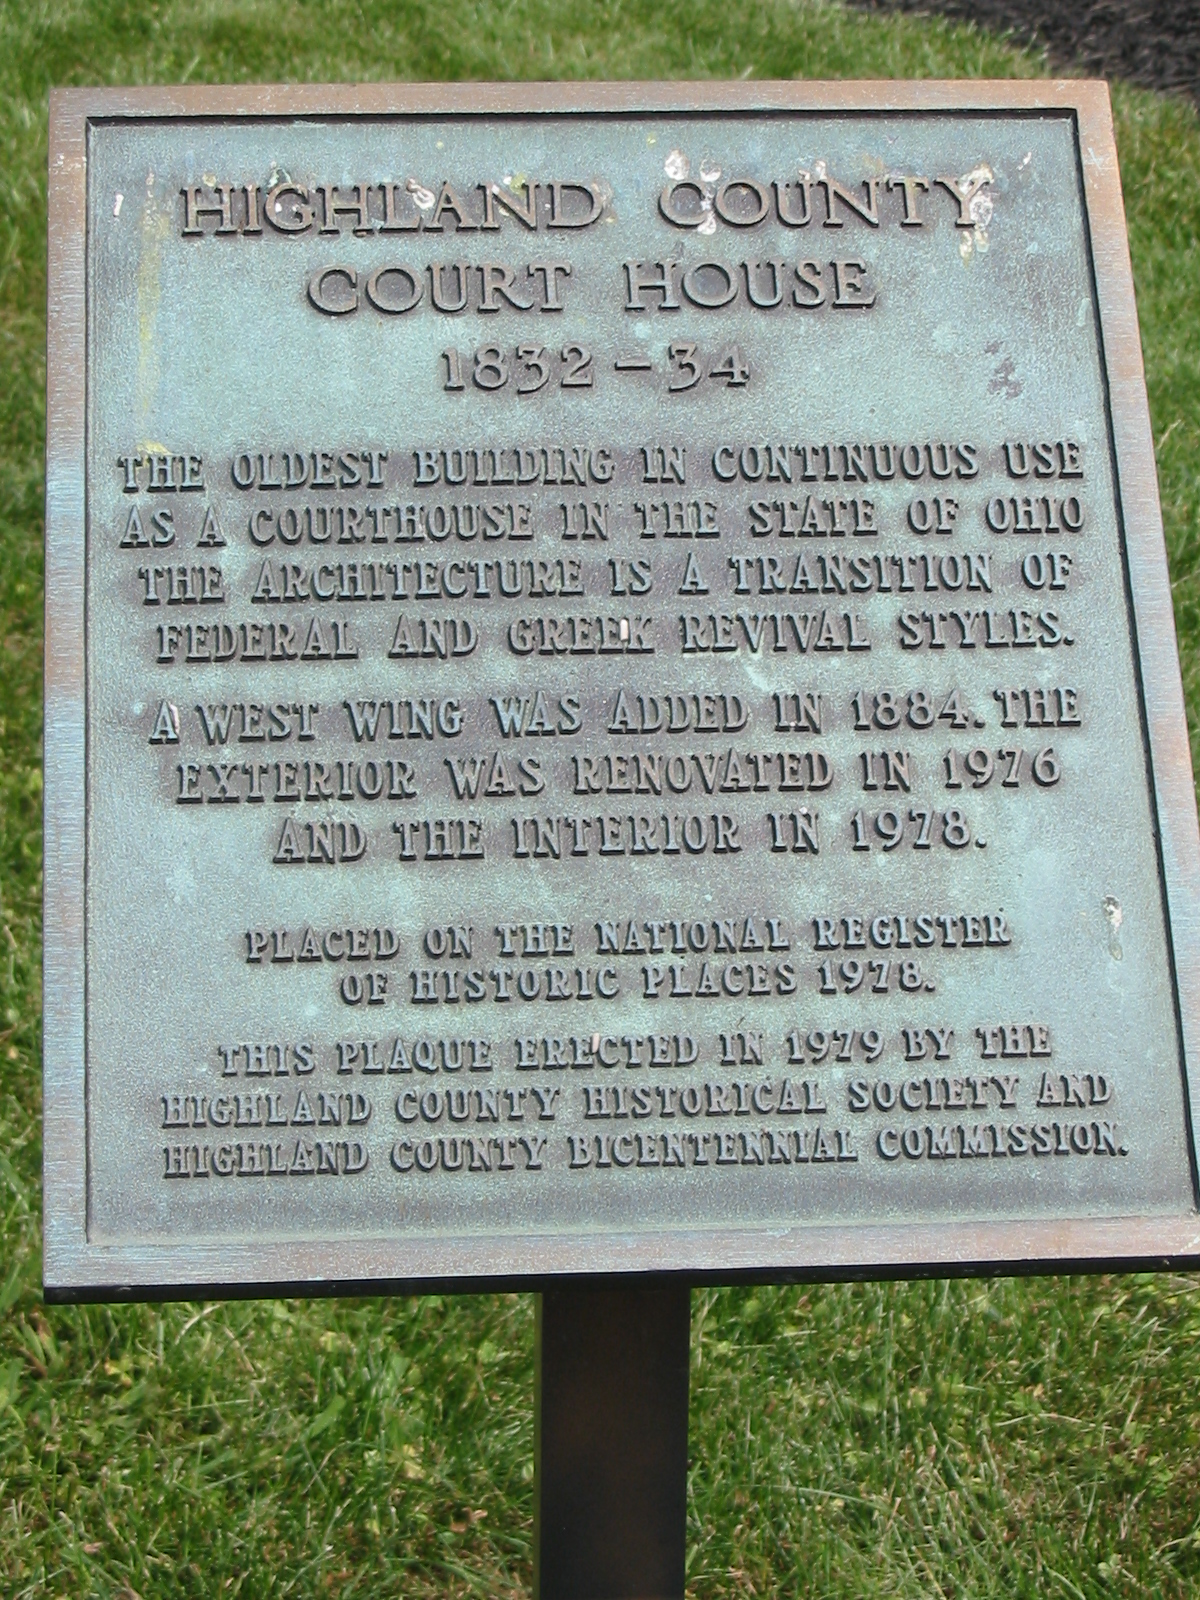 HIGHLAND COUNTY
COURT HOUSE
1832-34
THE OLDEST BUILDING IN CONTINUOUS USE
AS A COURTHOUSE IN THE STATE OF OHIO
THE ARCHITECTURE IS A TRANSITION OF
FEDERAL AND GREEK REVIVAL STYLES.
A WEST WING WAS ADDED IN 1884. THE
EXTERIOR WAS RENOVATED IN 1976
AND THE INTERIOR IN 1978.
PLACED ON THE NATIONAL REGISTER
OF HISTORIC PLACES 1978.
THIS PLAQUE ERECTED IN 1979 BY THE
HIGHLAND COUNTY HISTORICAL SOCIETY AND
HIGHLAND COUNTY BICENTENNIAL COMMISSION.